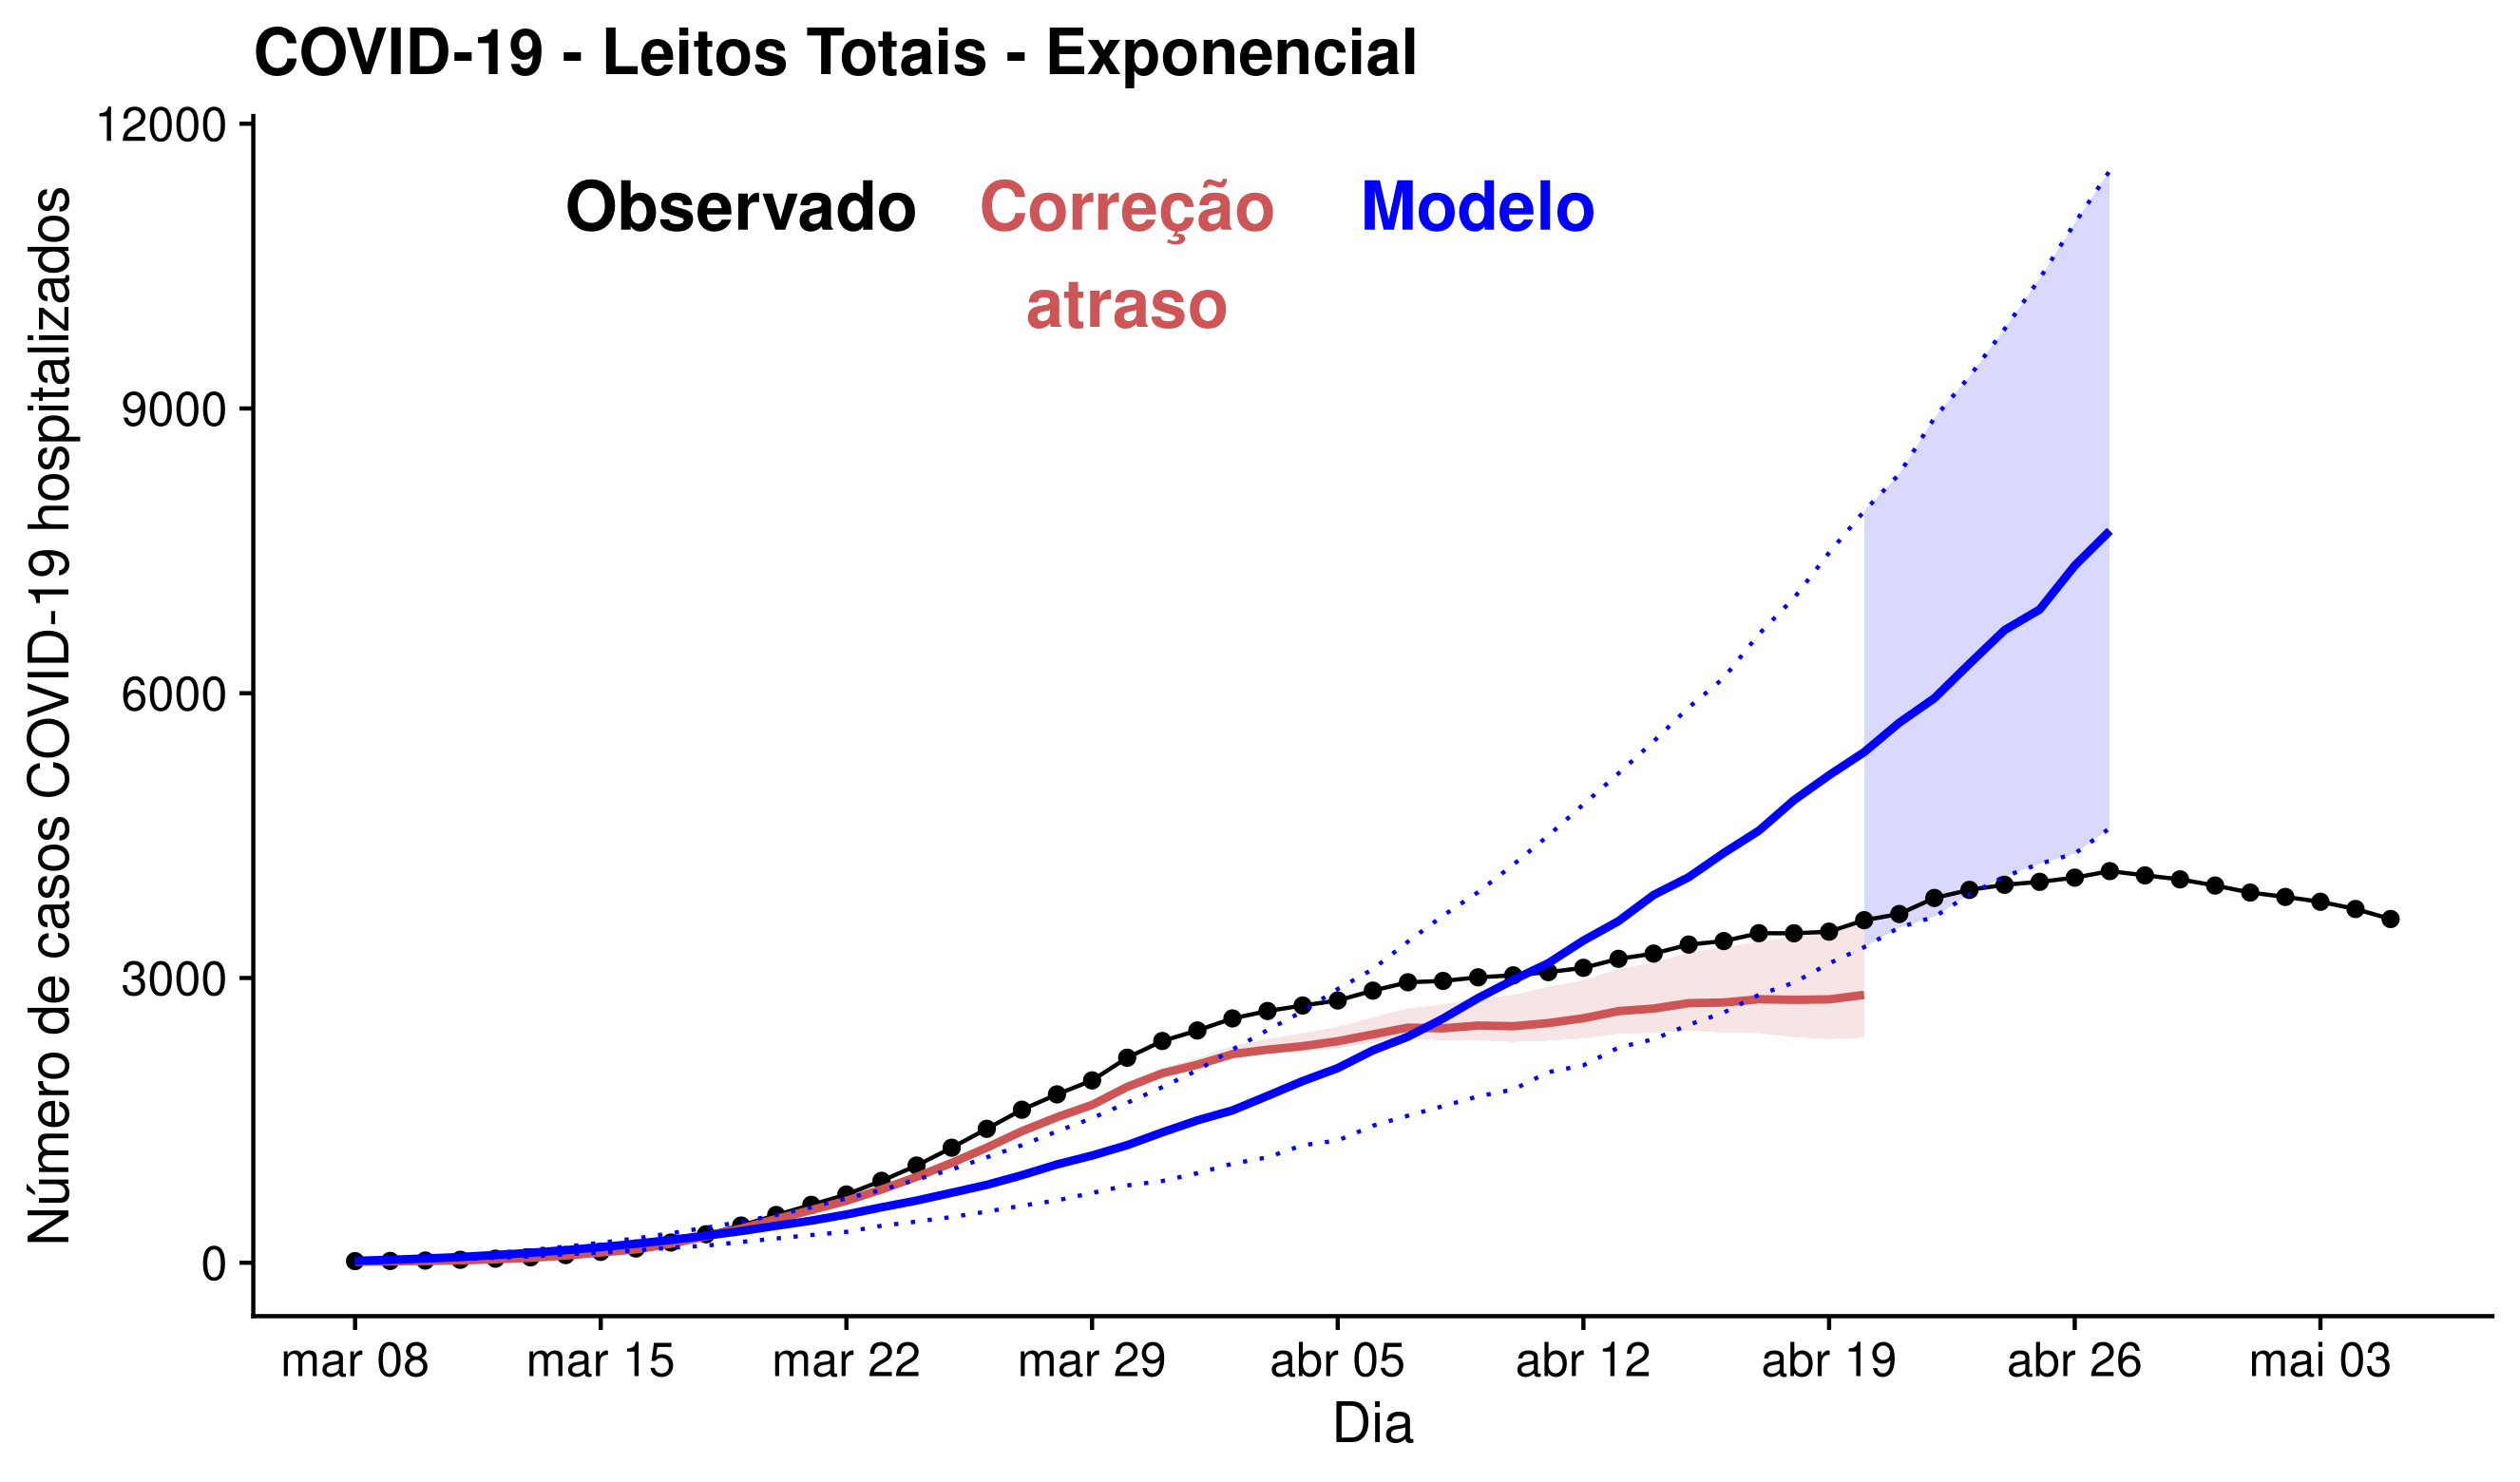 COVID-19 - Leitos Totais - Exponencial
Observado Correção Modelo
atraso
Número de casos COVID-19 hospitalizados
12000
9000
6000
3000
0
mar 08 mar 15 mar 22 mar 29 abr 05 abr 12 abr 19 abr 26 mai 03
Dia